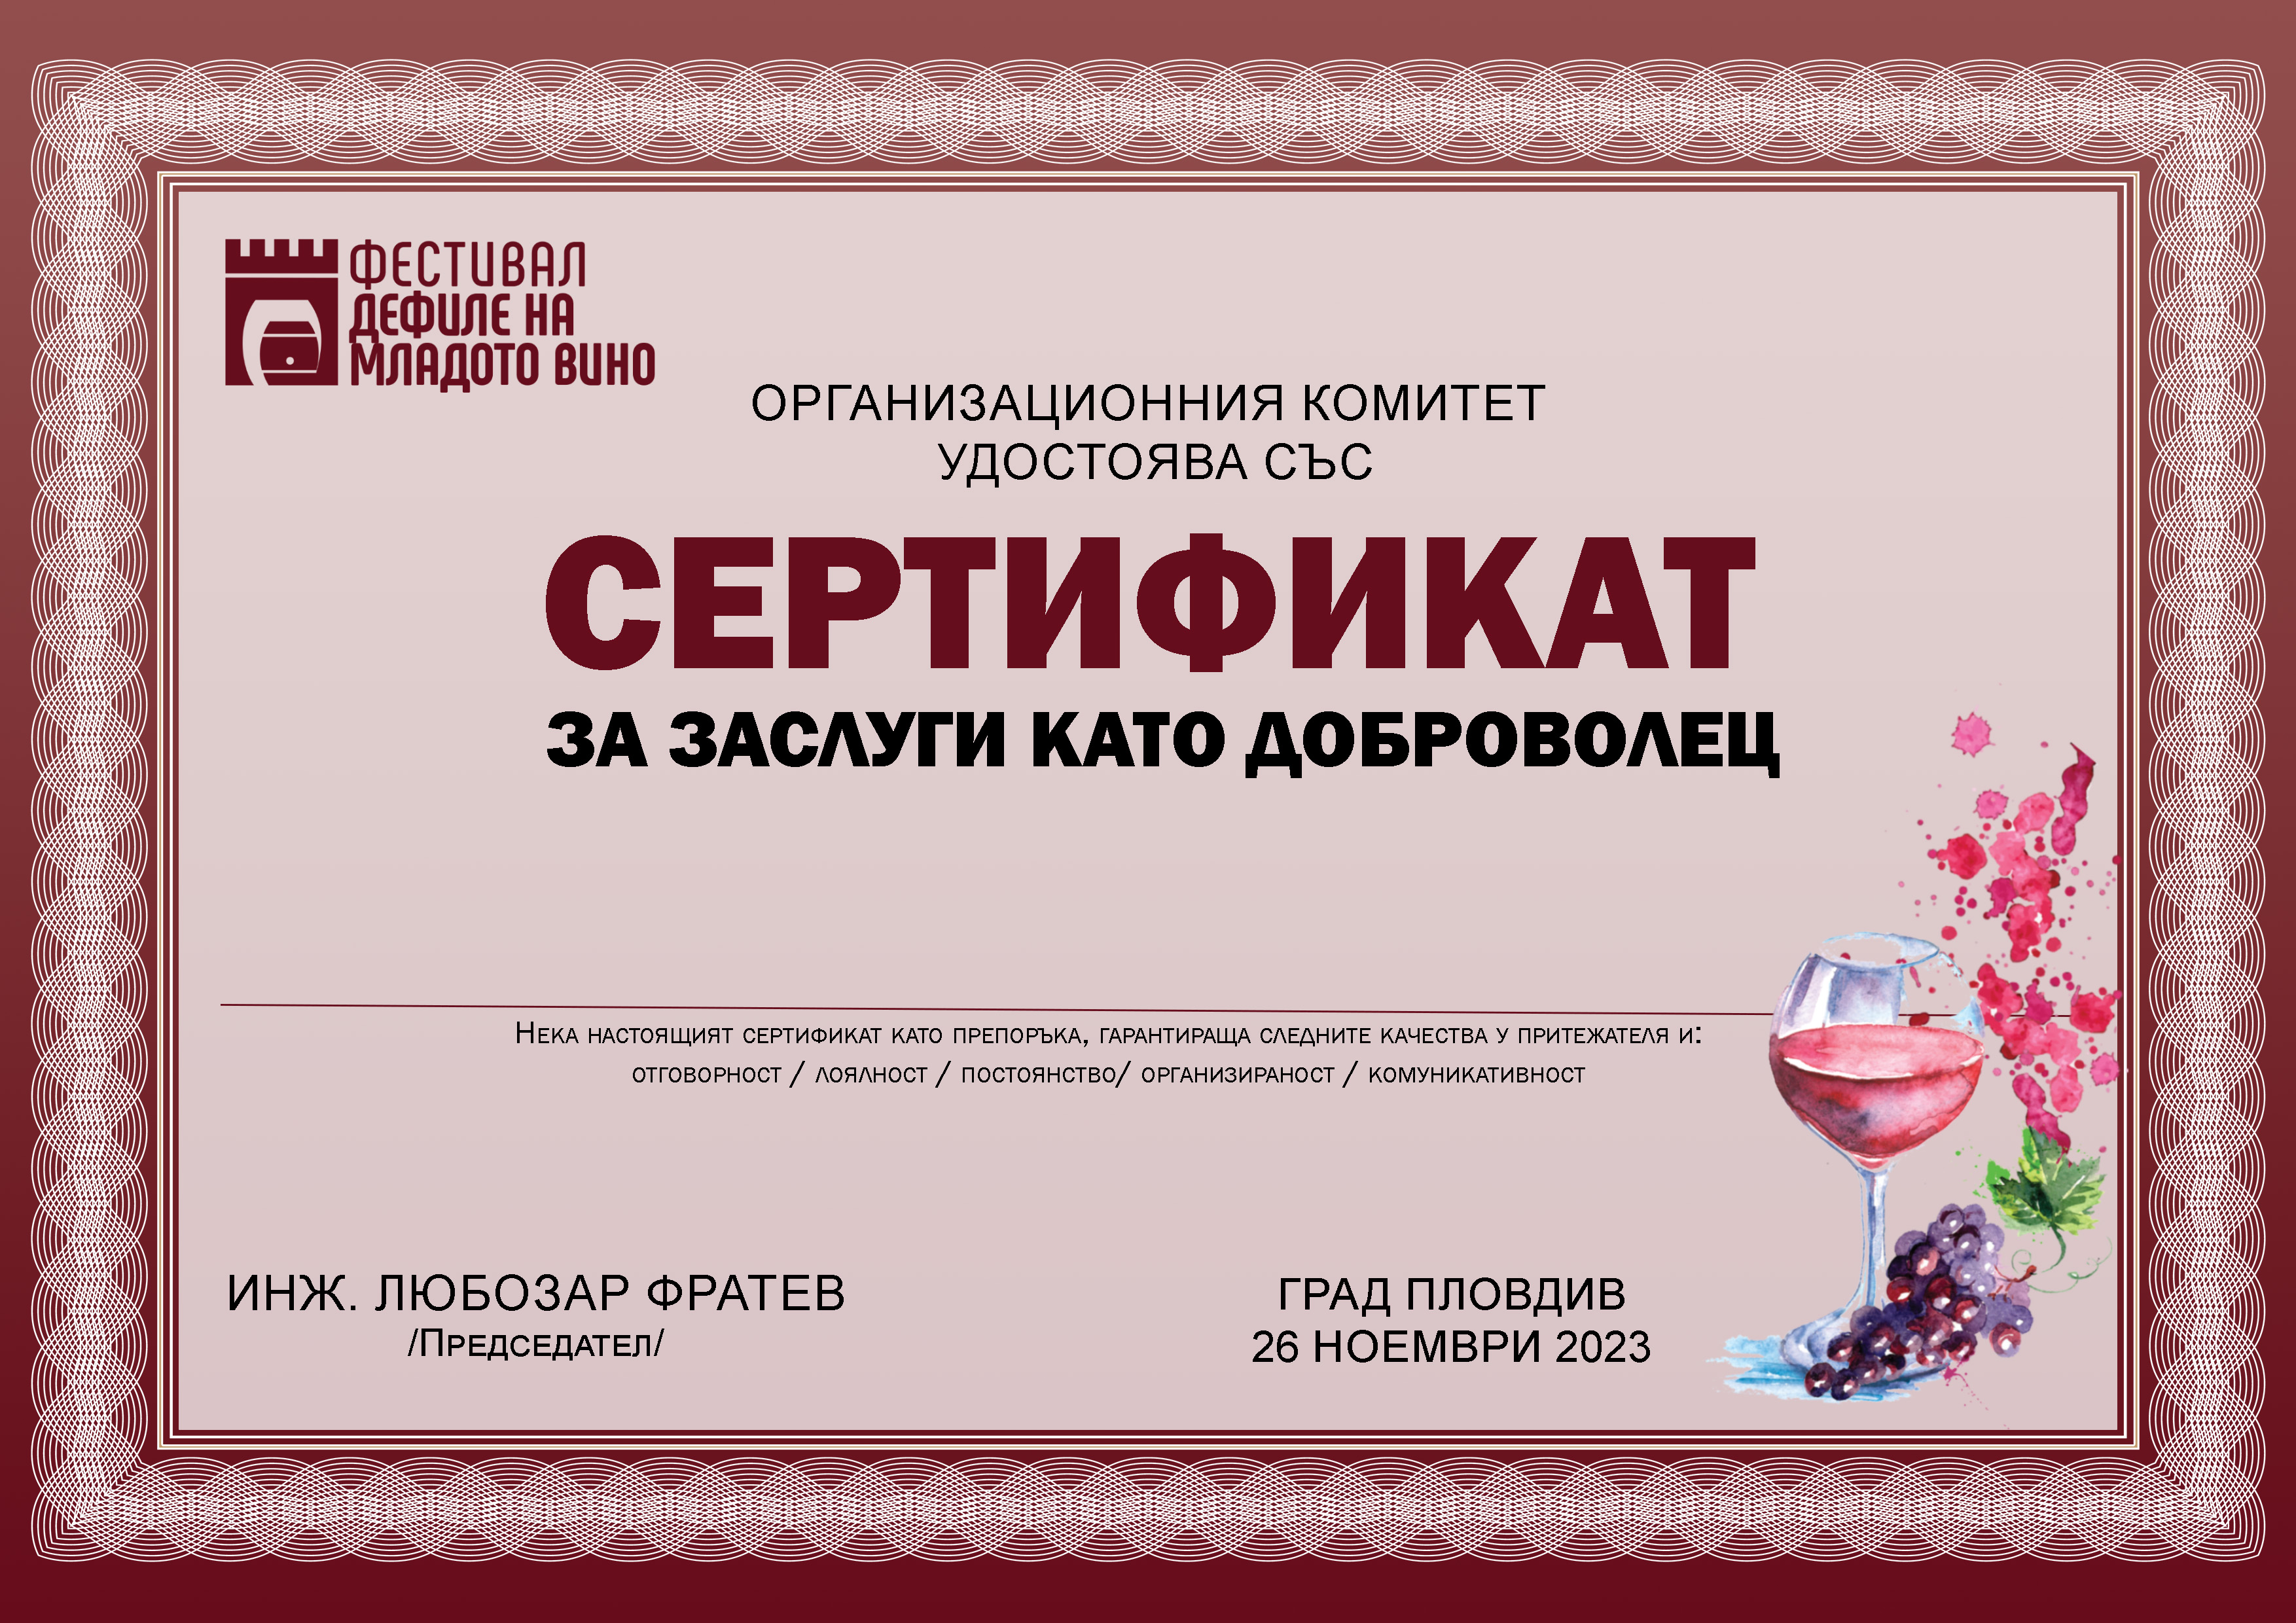 ФЕСТИВАЛ
ДЕФИЛЕ НА
МЛАДОТО ВИНО
ОРГАНИЗАЦИОННИЯ КОМИТЕТ
УДОСТОЯВА СЪС
СЕРТИФИКАТ
ЗА ЗАСЛУГИ КАТО ДОБРОВОЛЕЦ
Нека настоящият сертификат като препоръка, гарантираща следните качества у притежателя и:
отговорност / лоялност / постоянство/ организираност / комуникативност
ИНЖ. ЛЮБОЗАР ФРАТЕВ
/Председател/
ГРАД ПЛОВДИВ
26 НОЕМВРИ 2023